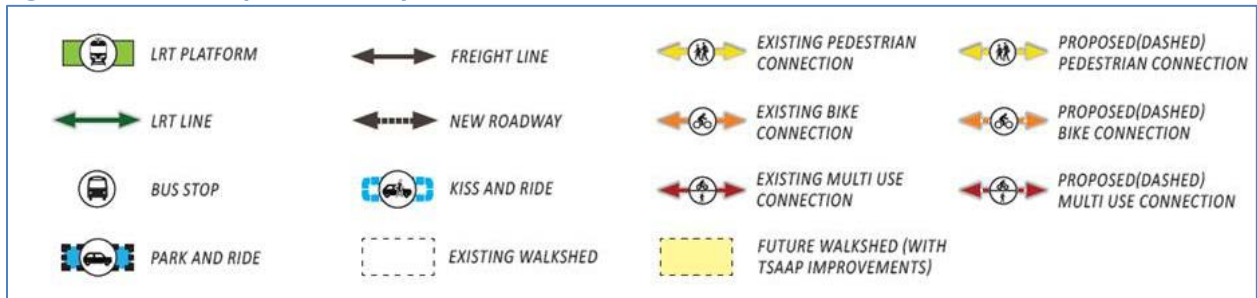 LRT PLATFORM
FREIGHT LINE
EXISTING PEDESTRIAN
CONNECTION
PROPOSED(DASHED)
PEDESTRIAN CONNECTION
LRT LINE
NEW ROADWAY
EXISTING BIKE
CONNECTION
PROPOSED(DASHED)
BIKE CONNECTION
BUS STOP
KISS AND RIDE
EXISTING MULTI USE
CONNECTION
PROPOSED(DASHED)
MULTI USE CONNECTION
PARK AND RIDE
EXISTING WALKSHED
FUTURE WALKSHED (WITH
TSAAP IMPROVEMENTS)